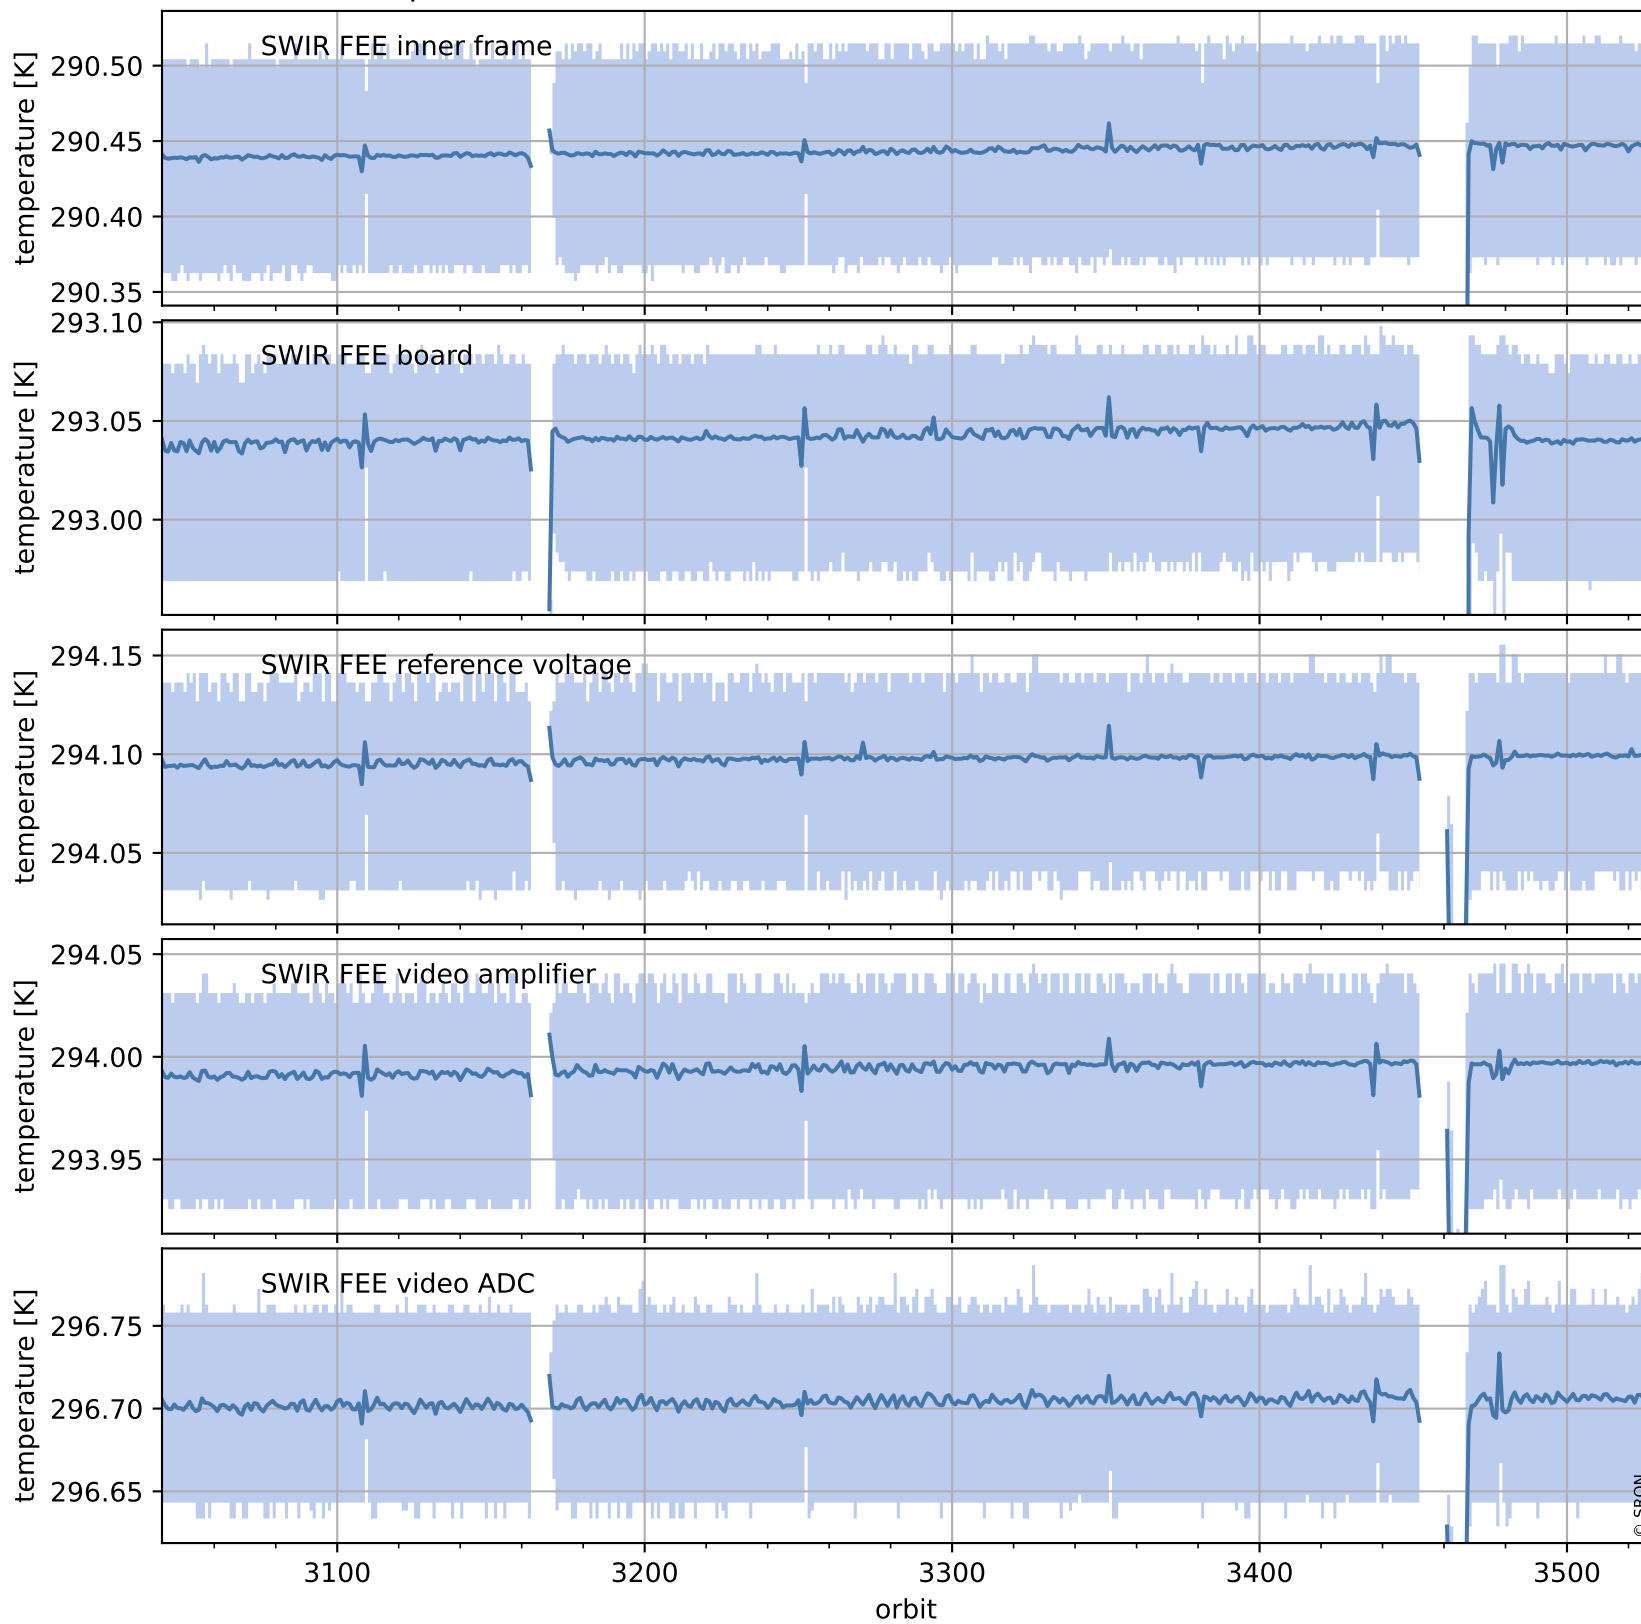 SWIR FEE inner frame
temperature [K]
290.50
290.45
290.40
290.35
SWIR FEE board
temperature [K]
293.10
293.05
293.00
SWIR FEE reference voltage
temperature [K]
294.15
294.10
294.05
SWIR FEE video amplifier
temperature [K]
294.05
294.00
293.95
SWIR FEE video ADC
temperature [K]
296.75
296.70
296.65
© SRON
3100 3200 3300 3400 3500
orbit